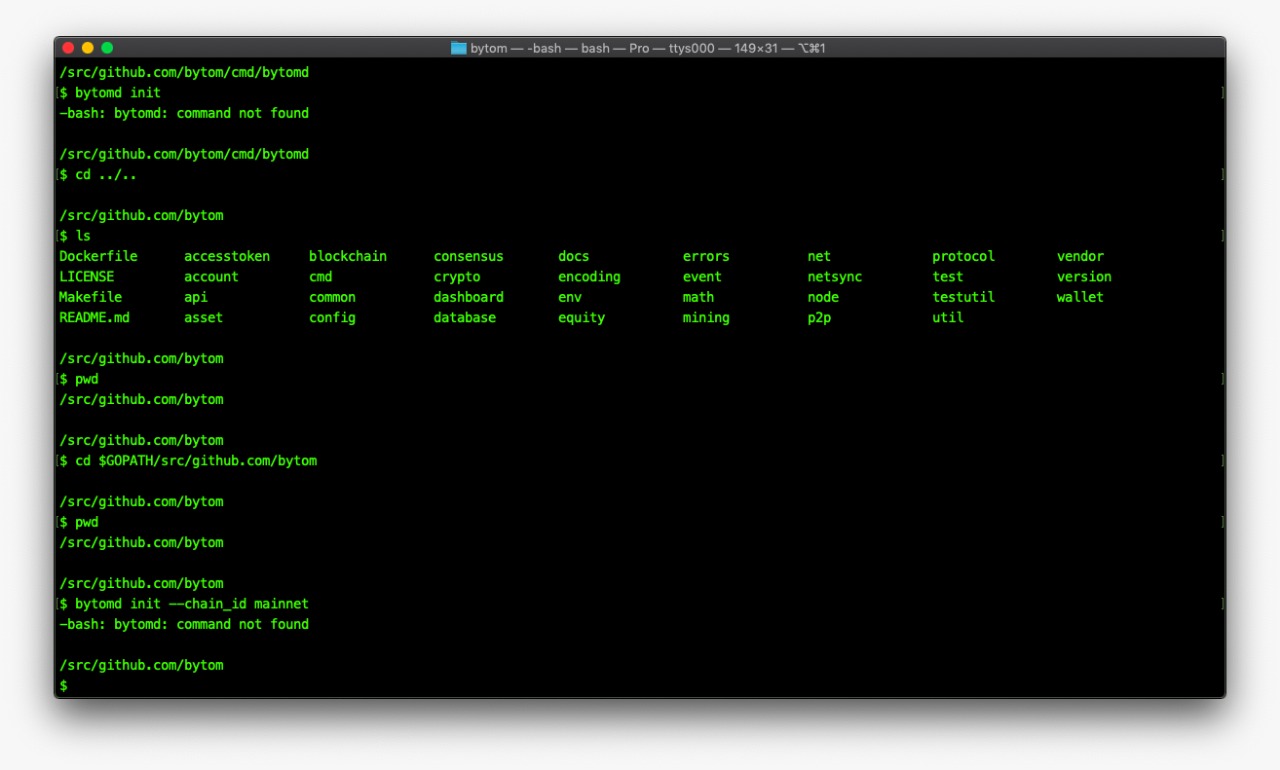 bytom — -bash — bash — Pro — ttys000 — 149×31 — ⌥⌘1
/src/github.com/bytom/cmd/bytomd
[$ bytomd init ]
-bash: bytomd: command not found
/src/github.com/bytom/cmd/bytomd
[$ cd ../.. ]
/src/github.com/bytom
[$ ls ]
Dockerfile accesstoken blockchain consensus docs errors net protocol vendor
LICENSE account cmd crypto encoding event netsync test version
Makefile api common dashboard env math node testutil wallet
README.md asset config database equity mining p2p util
/src/github.com/bytom
[$ pwd ]
/src/github.com/bytom
/src/github.com/bytom
[$ cd $GOPATH/src/github.com/bytom ]
/src/github.com/bytom
[$ pwd ]
/src/github.com/bytom
/src/github.com/bytom
[$ bytomd init --chain_id mainnet ]
-bash: bytomd: command not found
/src/github.com/bytom
$